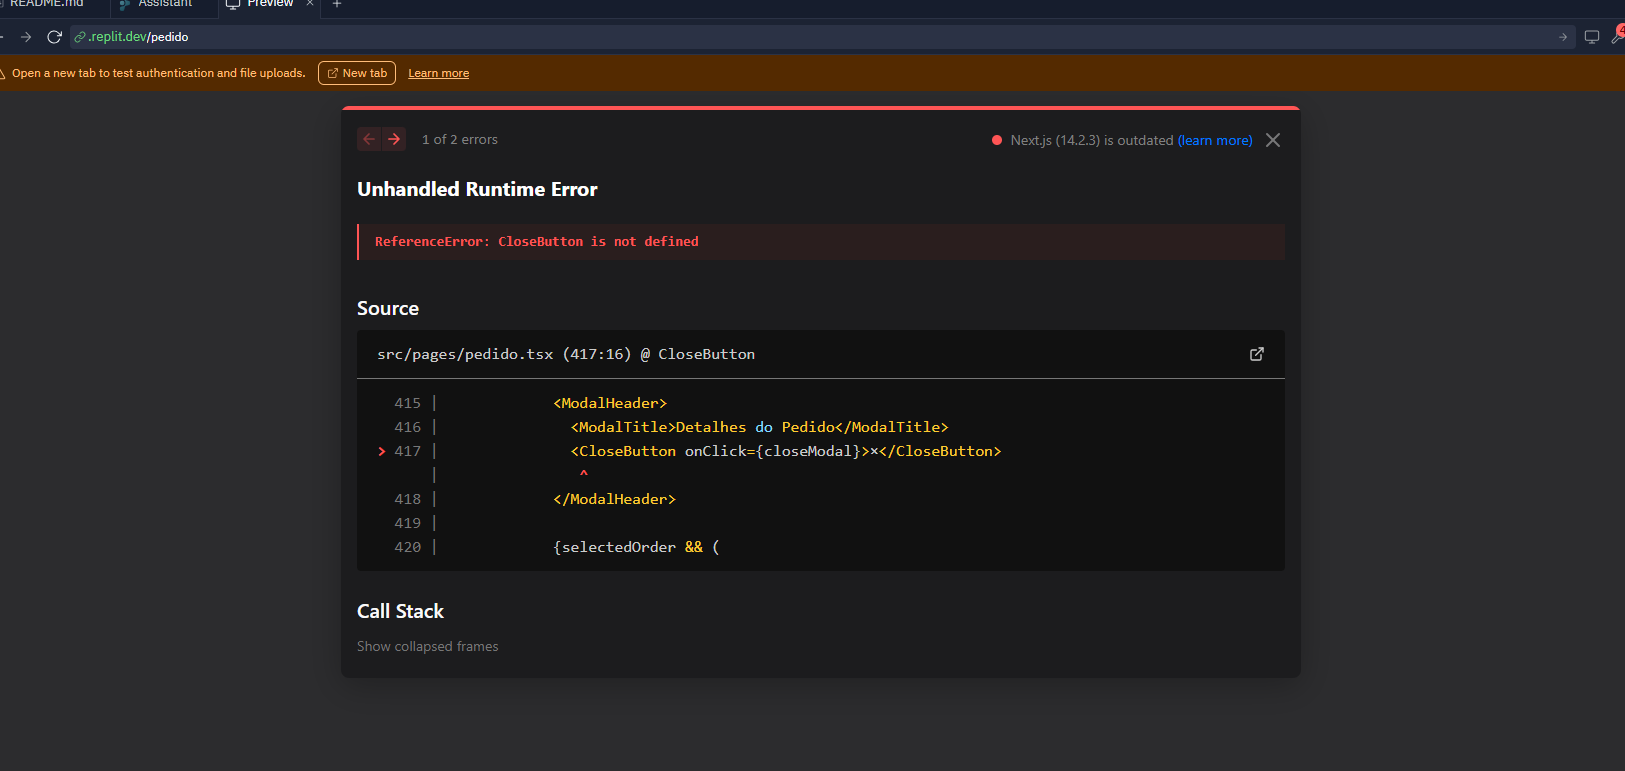 README.md Assistant Preview × +
.replit.dev/pedido
4
Open a new tab to test authentication and file uploads. New tab Learn more
1 of 2 errors Next.js (14.2.3) is outdated (learn more)
Unhandled Runtime Error
ReferenceError: CloseButton is not defined
Source
src/pages/pedido.tsx (417:16) @ CloseButton
415 | <ModalHeader>
416 | <ModalTitle>Detalhes do Pedido</ModalTitle>
> 417 | <CloseButton onClick={closeModal}>×</CloseButton>
| ^
418 | </ModalHeader>
419 |
420 | {selectedOrder && (
Call Stack
Show collapsed frames